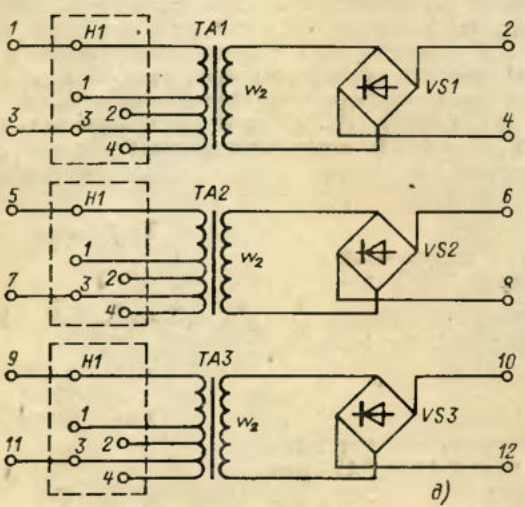 1 H1 TA1 2
1 2 W₂ VS1
3 3 4 4
5 H1 TA2 6
1 2 W₂ VS2
7 3 4 8
9 H1 TA3 10
1 2 W₂ VS3
11 3 4 12
д)